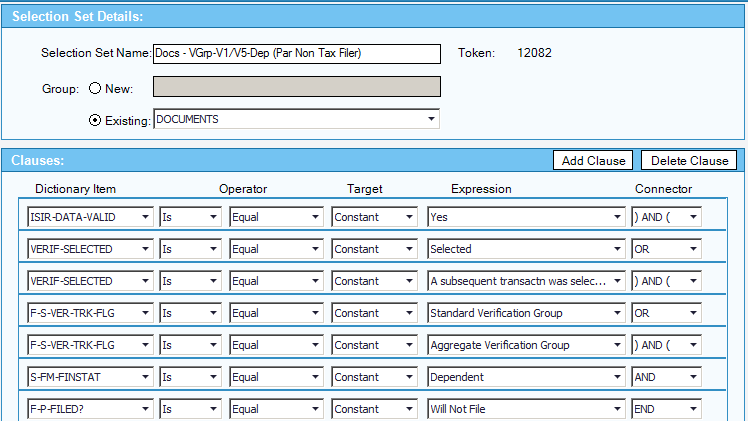 Selection Set Details:
Selection Set Name: Docs - VGrp-V1/V5-Dep (Par Non Tax Filer) Token: 12082
Group: New:
Existing: DOCUMENTS
Clauses: Add Clause Delete Clause
Dictionary Item Operator Target Expression Connector
ISIR-DATA-VALID Is Equal Constant Yes ) AND (
VERIF-SELECTED Is Equal Constant Selected OR
VERIF-SELECTED Is Equal Constant A subsequent transactn was selec... ) AND (
F-S-VER-TRK-FLG Is Equal Constant Standard Verification Group OR
F-S-VER-TRK-FLG Is Equal Constant Aggregate Verification Group ) AND (
S-FM-FINSTAT Is Equal Constant Dependent AND
F-P-FILED? Is Equal Constant Will Not File END